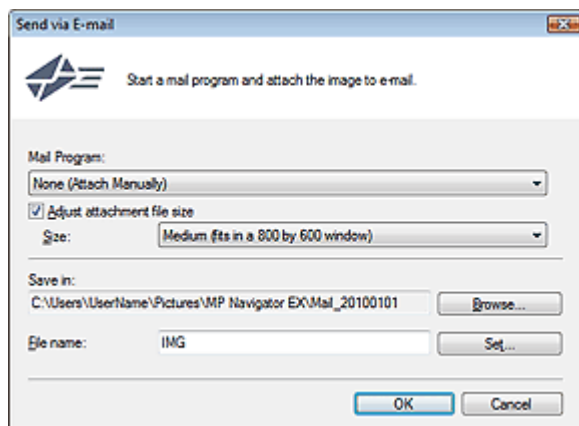 Send via E-mail
Start a mail program and attach the image to e-mail.
Mail Program:
None (Attach Manually)
Adjust attachment file size
Size: Medium (fits in a 800 by 600 window)
Save in:
C:\Users\UserName\Pictures\MP Navigator EX\Mail_20100101 Browse...
File name: IMG Set...
OK Cancel